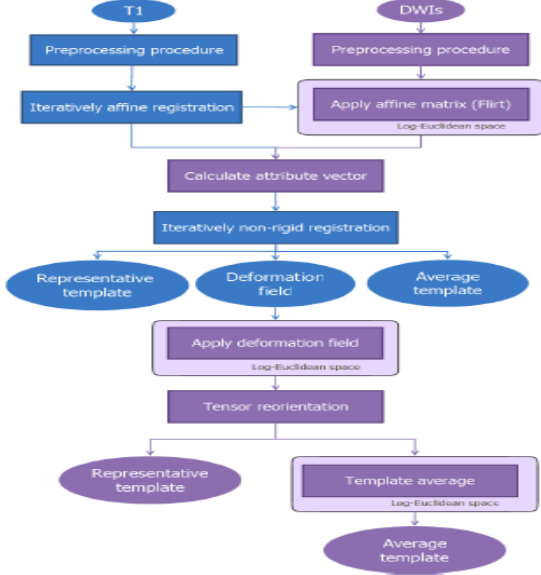 T1
DWIs
Preprocessing procedure
Preprocessing procedure
Iteratively affine registration
Apply affine matrix (Flirt)
Log-Euclidean space
Calculate attribute vector
Iteratively non-rigid registration
Representative
template
Deformation
field
Average
template
Apply deformation field
Log-Euclidean space
Tensor reorientation
Representative
template
Template average
Log-Euclidean space
Average
template